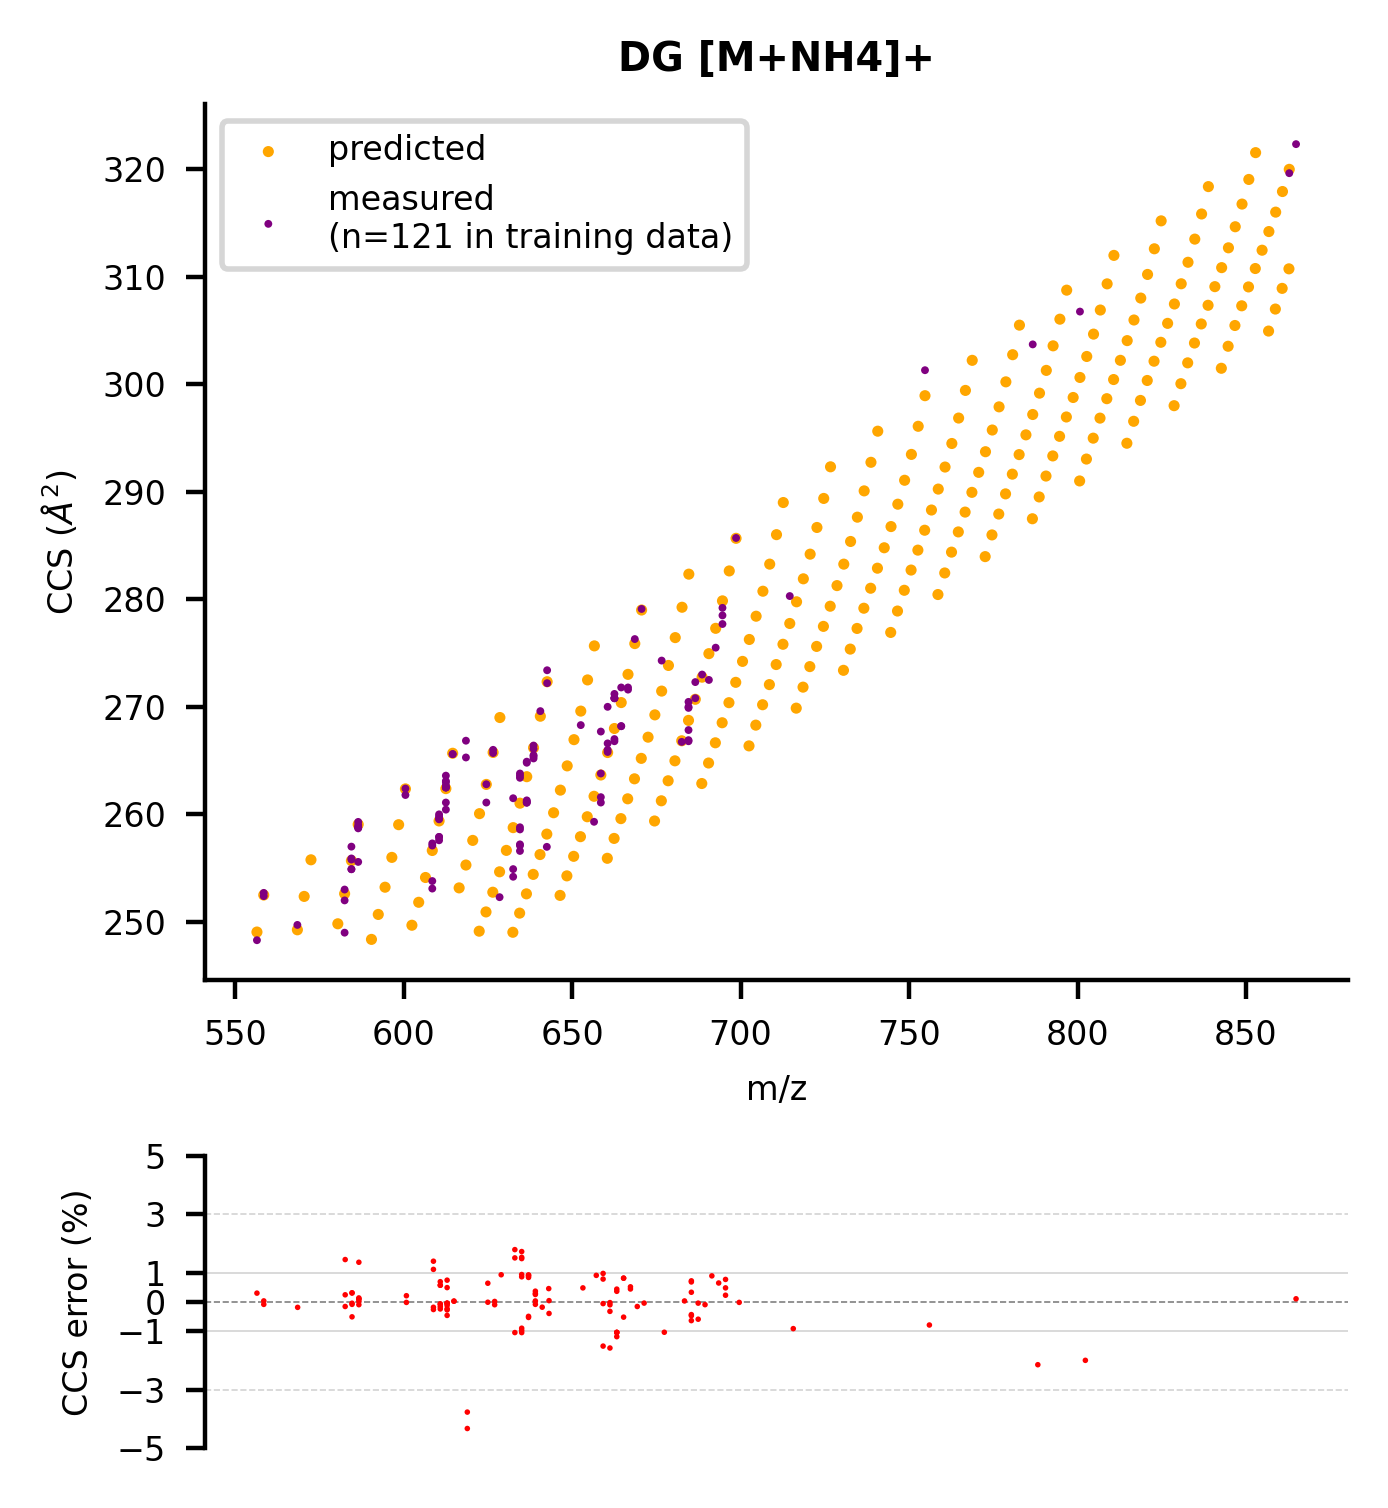 DG [M+NH4]+
predicted
measured
(n=121 in training data)
320
310
300
290
280
270
260
250
CCS (Å²)
550 600 650 700 750 800 850
m/z
5
3
1
0
−1
−3
−5
CCS error (%)